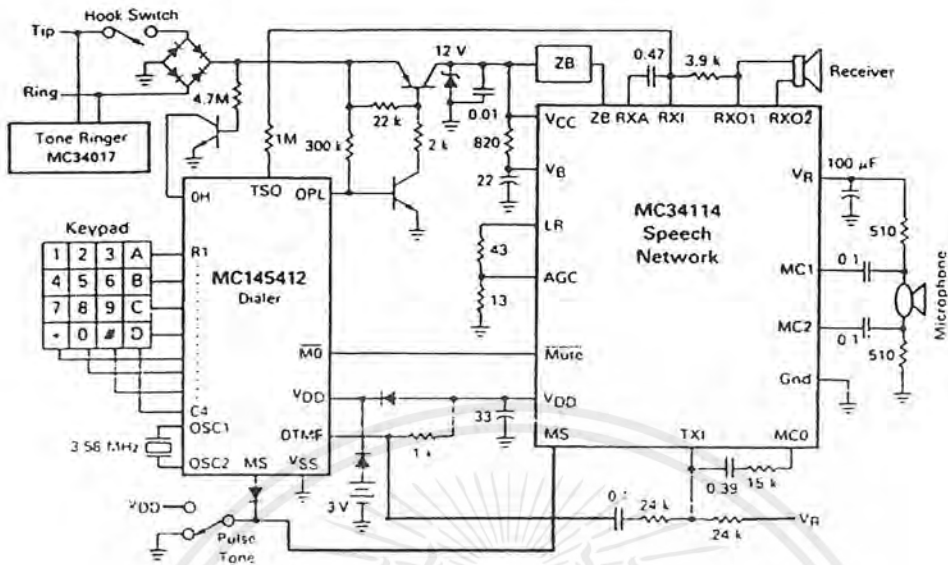 Hook Switch
Tip
Ring
Tone Ringer
MC34017
4.7M
1M
300 k
22 k
2 k
12 V
0.01
820
22
ZB
0.47
3.9 k
Receiver
VCC
ZB
RXA
RXI
RXO1
RXO2
VB
LR
AGC
43
13
MC34114
Speech
Network
VR
100 µF
510
MC1
0.1
MC2
0.1
510
Microphone
Gnd
Mute
VDD
MS
TXI
MC0
0.39
15 k
24 k
24 k
VR
33
1 k
3 V
OH
TSO
OPL
Keypad
1 2 3 A
4 5 6 B
7 8 9 C
0 # D
R1
C4
MC145412
Dialer
MO
VDD
DTMF
OSC1
OSC2
MS
VSS
3.58 MHz
VDD
Pulse
Tone